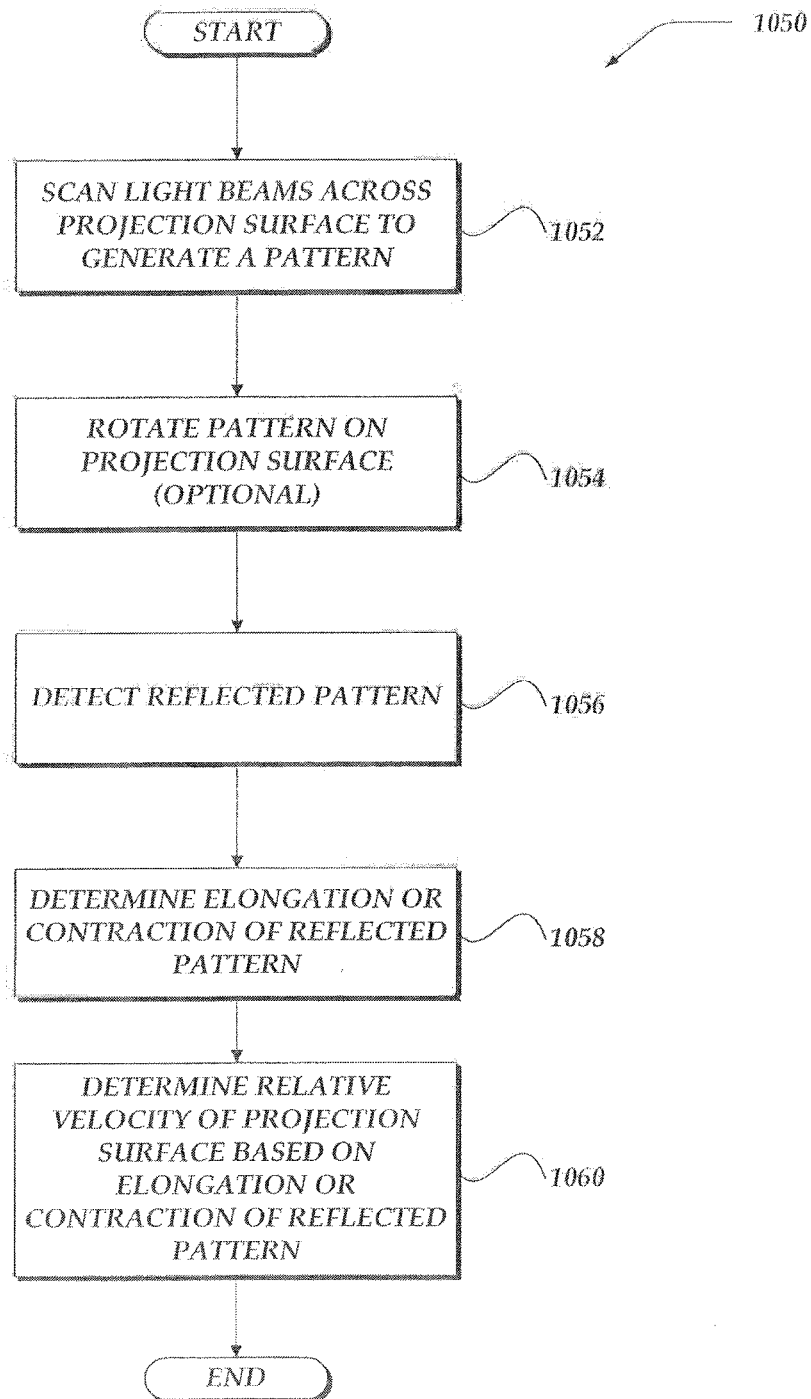 START
1050
SCAN LIGHT BEAMS ACROSS
PROJECTION SURFACE TO
GENERATE A PATTERN
1052
ROTATE PATTERN ON
PROJECTION SURFACE
(OPTIONAL)
1054
DETECT REFLECTED PATTERN
1056
DETERMINE ELONGATION OR
CONTRACTION OF REFLECTED
PATTERN
1058
DETERMINE RELATIVE
VELOCITY OF PROJECTION
SURFACE BASED ON
ELONGATION OR
CONTRACTION OF REFLECTED
PATTERN
1060
END